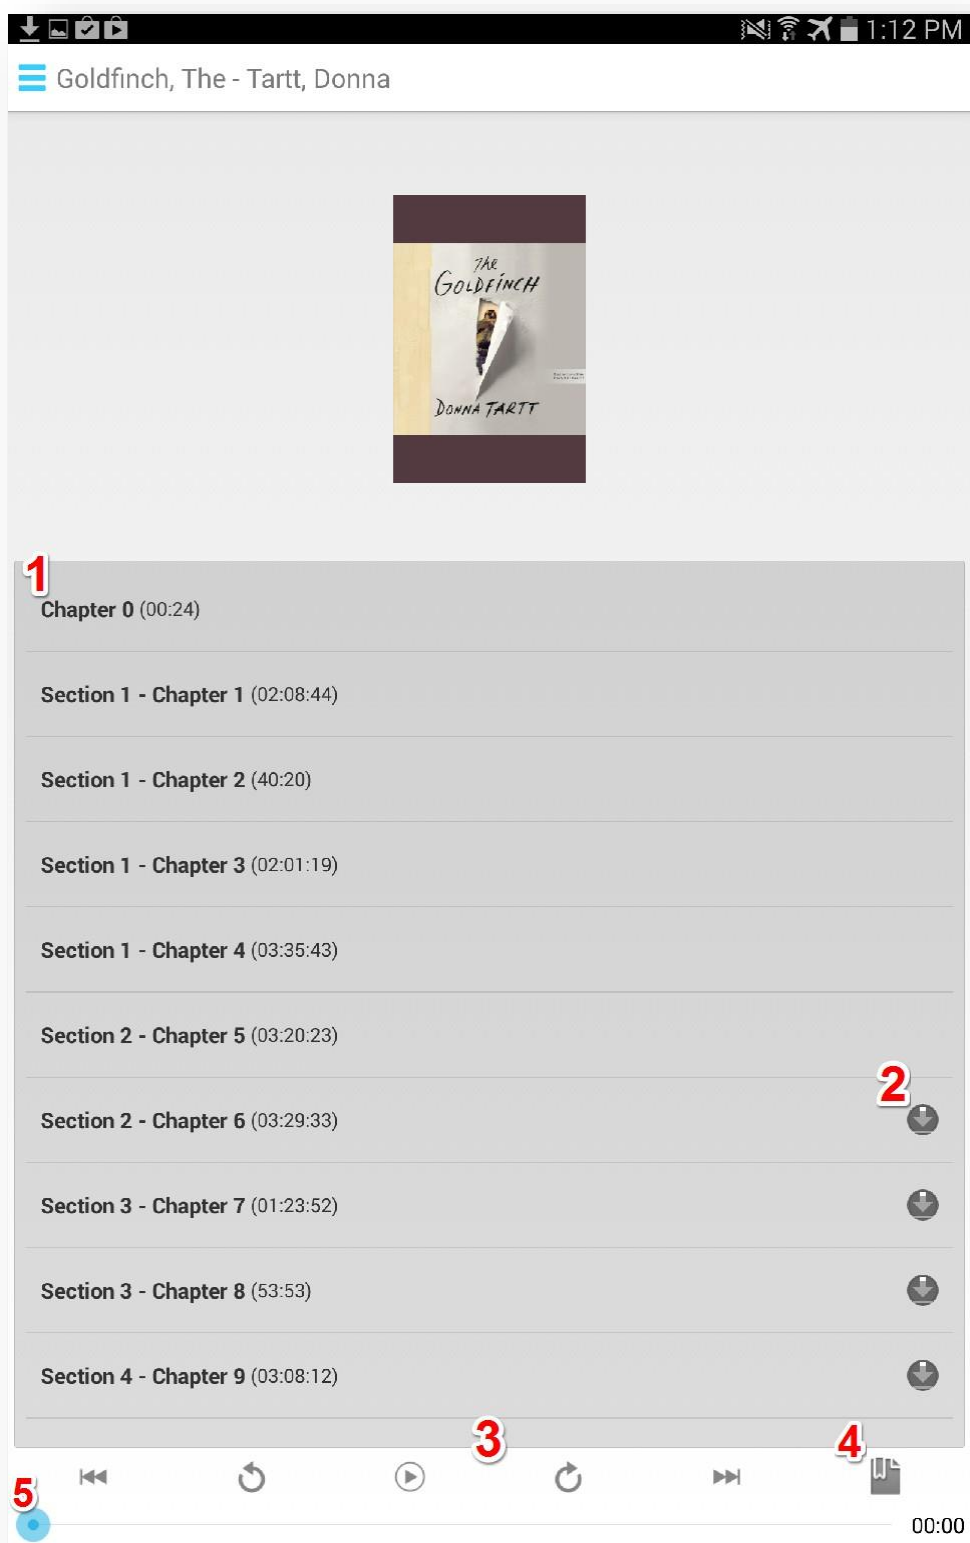 1:12 PM
Goldfinch, The - Tartt, Donna
The
GOLDFINCH
DONNA TARTT
1
Chapter 0 (00:24)
Section 1 - Chapter 1 (02:08:44)
Section 1 - Chapter 2 (40:20)
Section 1 - Chapter 3 (02:01:19)
Section 1 - Chapter 4 (03:35:43)
Section 2 - Chapter 5 (03:20:23)
2
Section 2 - Chapter 6 (03:29:33)
Section 3 - Chapter 7 (01:23:52)
Section 3 - Chapter 8 (53:53)
Section 4 - Chapter 9 (03:08:12)
3
4
5
00:00